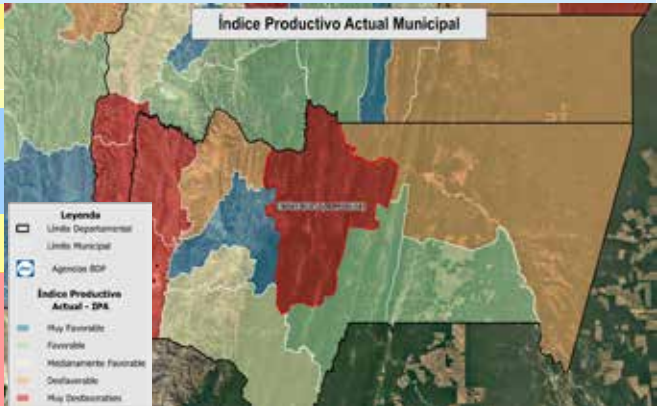 Índice Productivo Actual Municipal
Leyenda
Límite Departamental
Límite Municipal
Agencias BDP
Índice Productivo
Actual - IPA
Muy Favorable
Favorable
Medianamente Favorable
Desfavorable
Muy Desfavorables